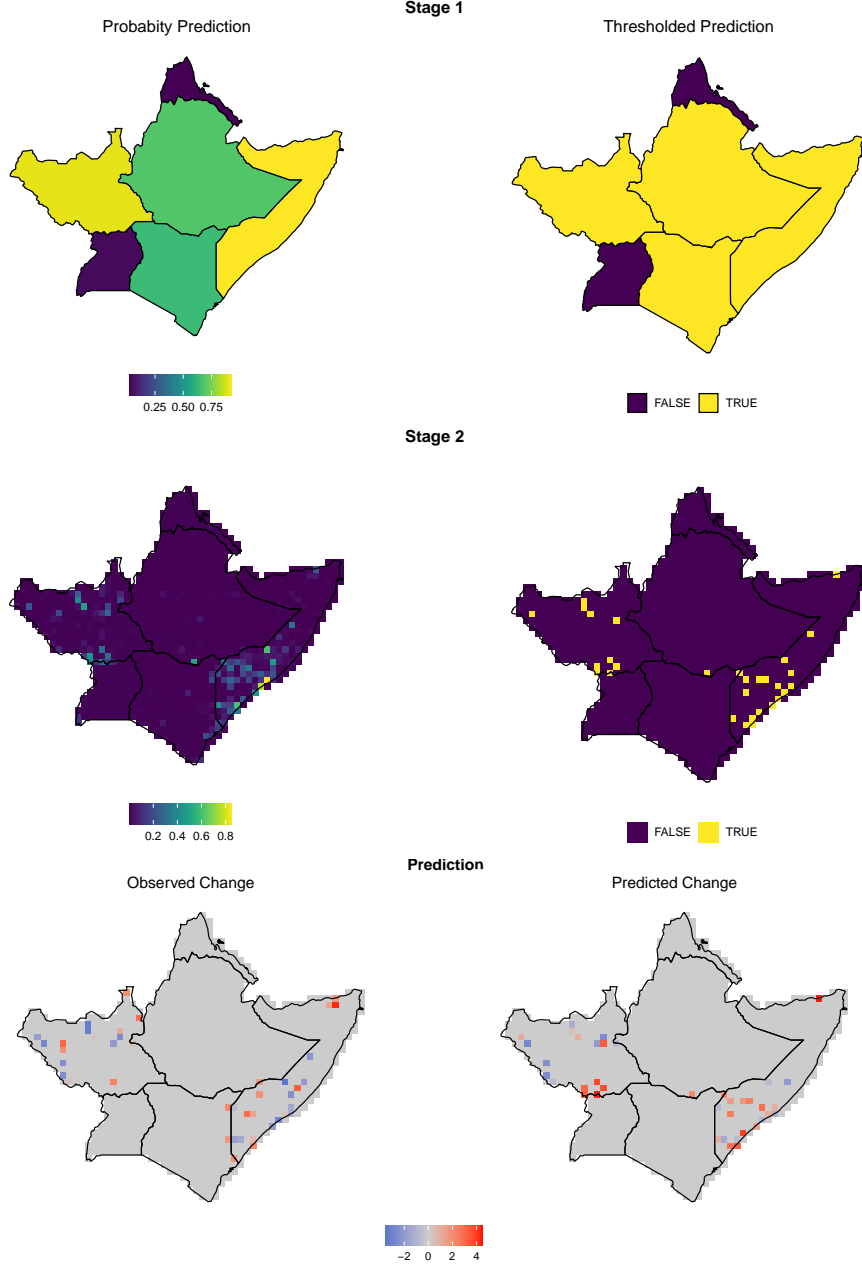 Stage 1
Probabity Prediction
Thresholded Prediction
0.25 0.50 0.75
FALSE TRUE
Stage 2
0.2 0.4 0.6 0.8
FALSE TRUE
Prediction
Observed Change
Predicted Change
−2 0 2 4